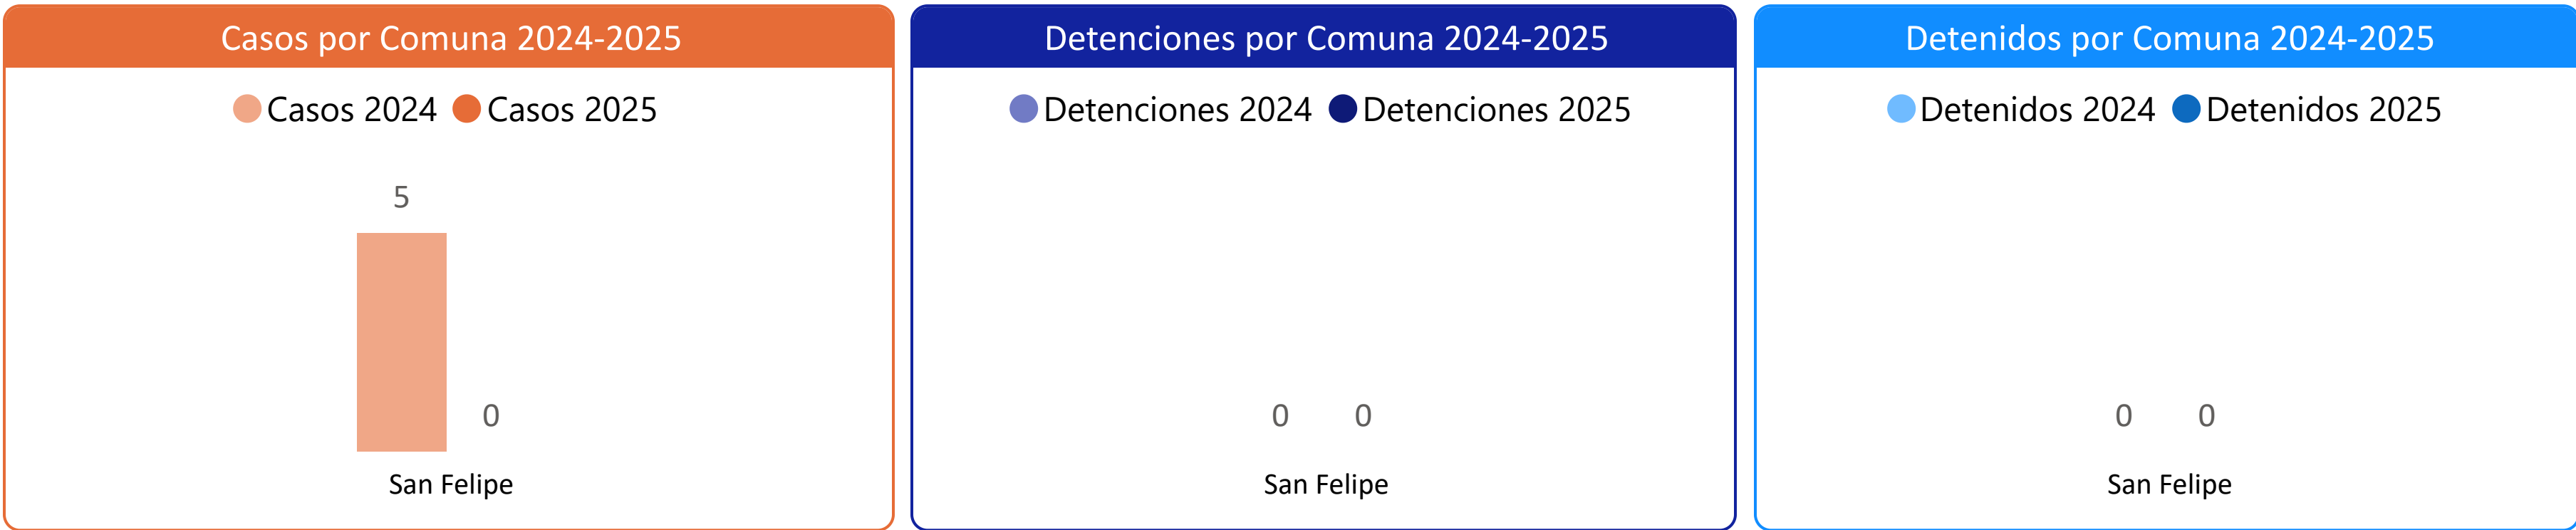 Casos por Comuna 2024-2025
Casos 2024 Casos 2025
5
0
San Felipe
Detenciones por Comuna 2024-2025
Detenciones 2024 Detenciones 2025
0 0
San Felipe
Detenidos por Comuna 2024-2025
Detenidos 2024 Detenidos 2025
0 0
San Felipe